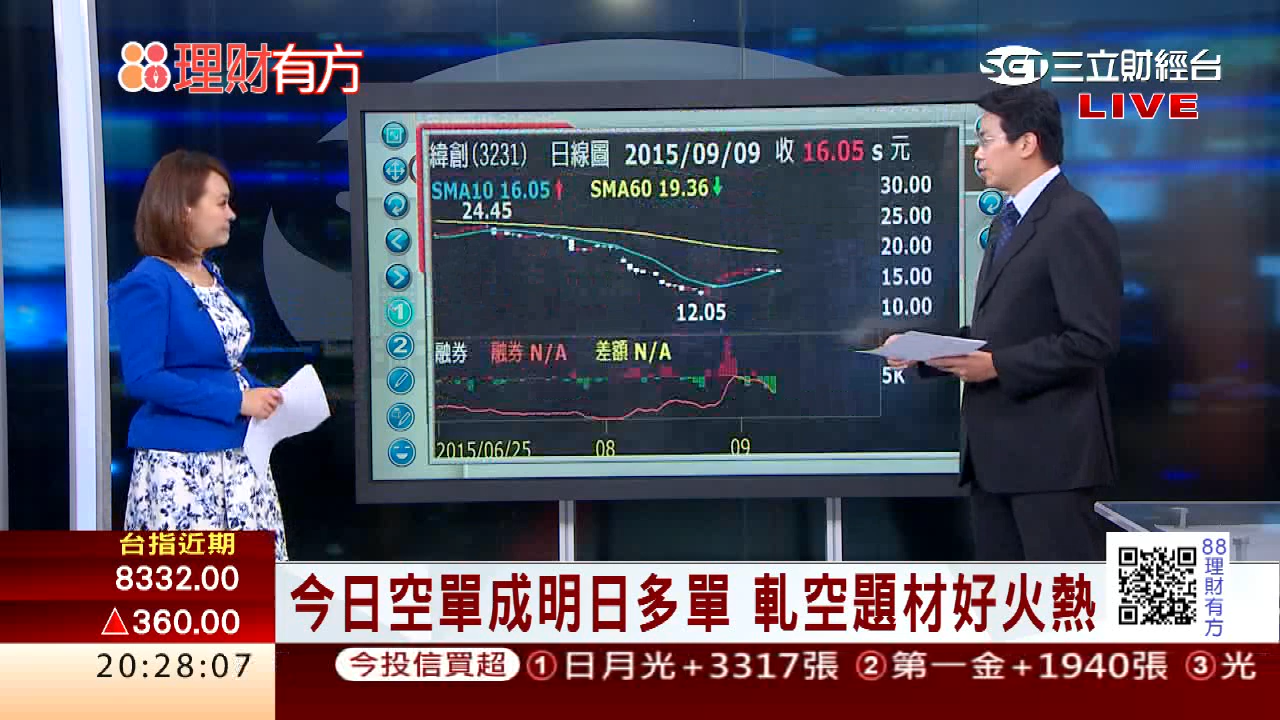 88理財有方
SET三立財經台
LIVE
緯創(3231) 日線圖 2015/09/09 收 16.05 s 元
SMA10 16.05↑ SMA60 19.36↓
24.45
30.00
25.00
20.00
15.00
10.00
12.05
融券 融券 N/A 差額 N/A
5K
2015/06/25 08 09
1
2
台指近期
8332.00
△360.00
20:28:07
今日空單成明日多單 軋空題材好火熱
88理財有方
今投信買超 ①日月光+3317張 ②第一金+1940張 ③光